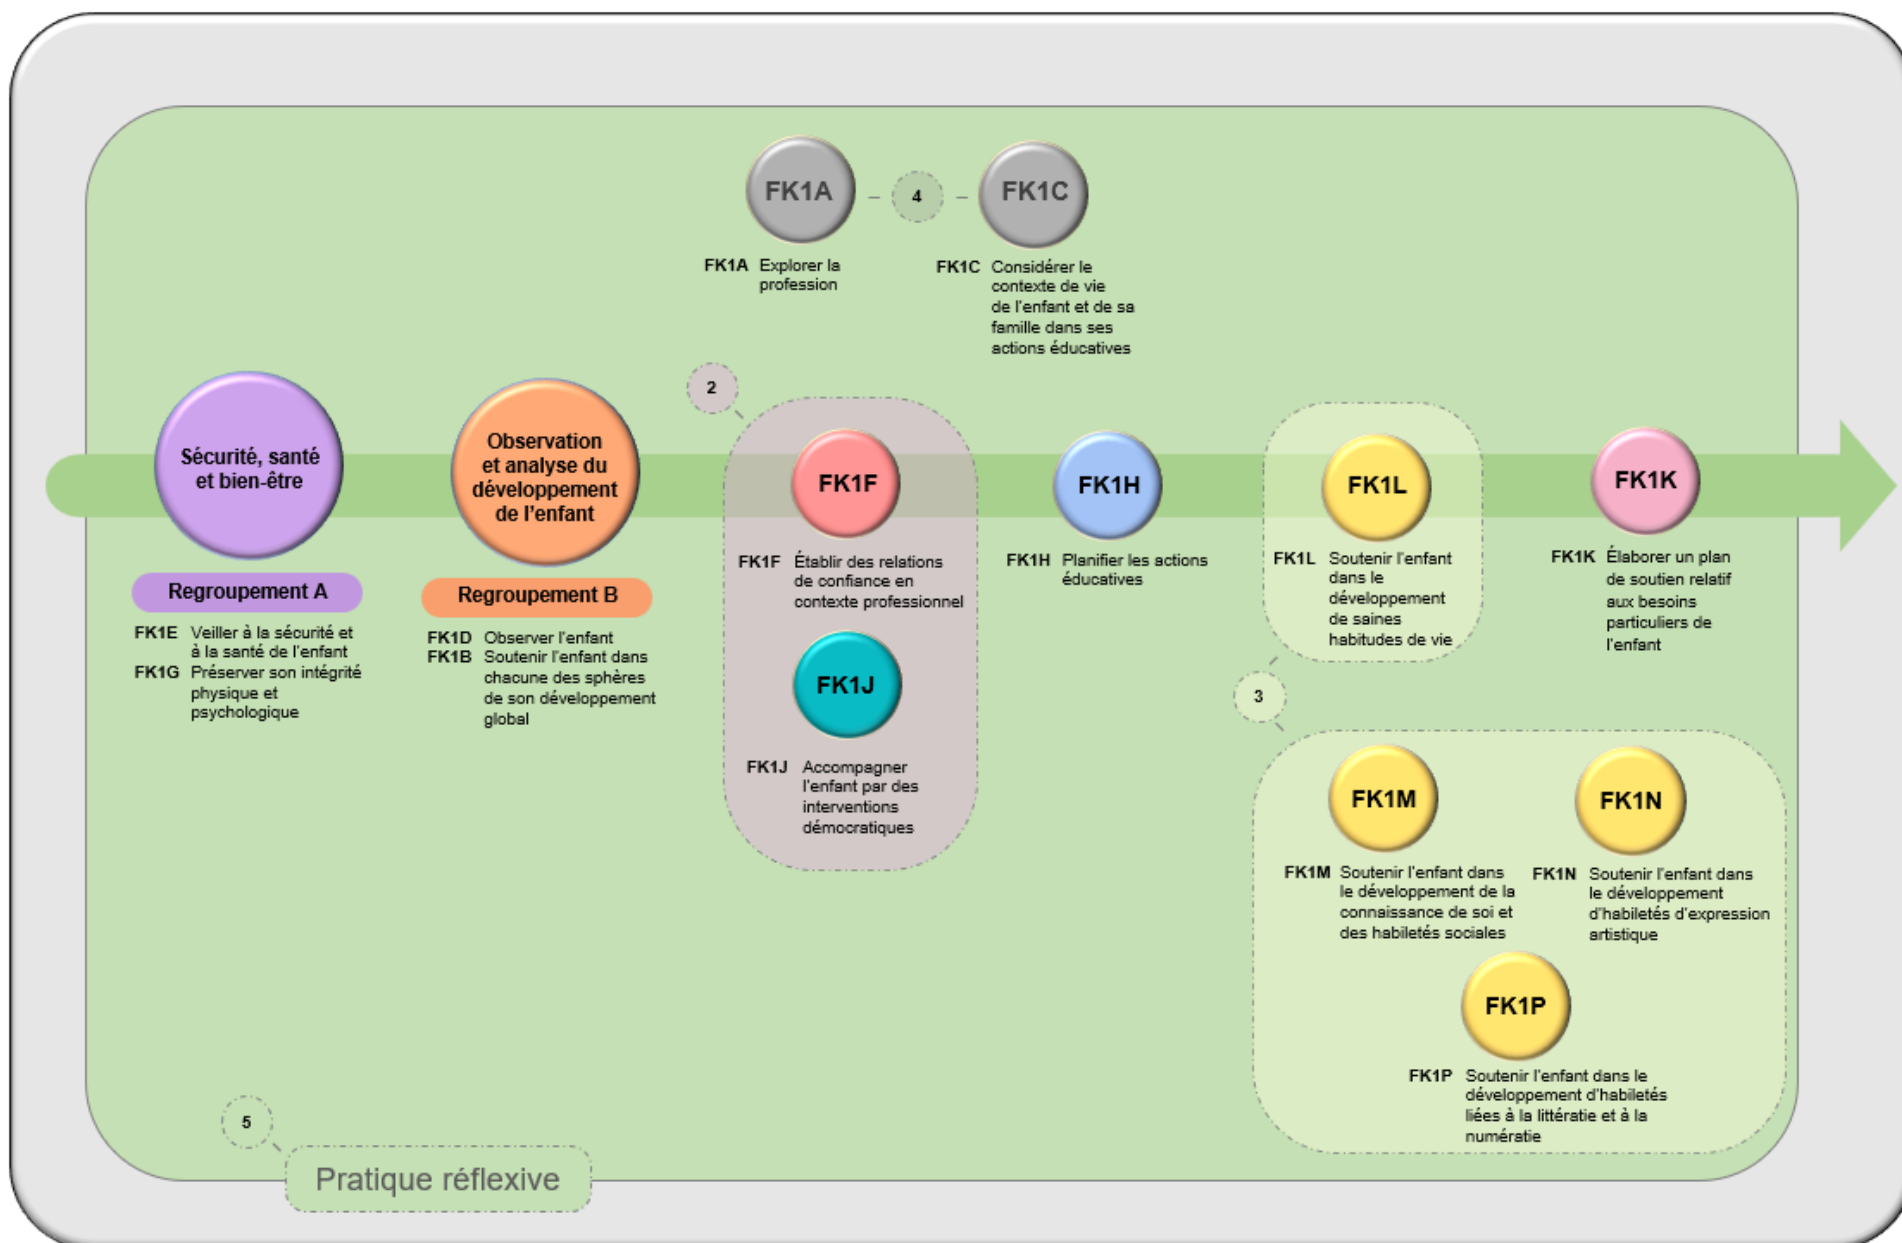 FK1A
4
FK1C
FK1A Explorer la
profession
FK1C Considérer le
contexte de vie
de l'enfant et de sa
famille dans ses
actions éducatives
Sécurité, santé
et bien-être
Regroupement A
FK1E Veiller à la sécurité et
à la santé de l'enfant
FK1G Préserver son intégrité
physique et
psychologique
Observation
et analyse du
développement
de l'enfant
Regroupement B
FK1D Observer l'enfant
FK1B Soutenir l'enfant dans
chacune des sphères
de son développement
global
2
FK1F
FK1F Établir des relations
de confiance en
contexte professionnel
FK1J
FK1J Accompagner
l'enfant par des
interventions
démocratiques
FK1H
FK1H Planifier les actions
éducatives
FK1L
FK1L Soutenir l'enfant
dans le
développement
de saines
habitudes de vie
FK1K
FK1K Élaborer un plan
de soutien relatif
aux besoins
particuliers de
l'enfant
3
FK1M
FK1M Soutenir l'enfant dans
le développement de la
connaissance de soi et
des habiletés sociales
FK1N
FK1N Soutenir l'enfant dans
le développement
d'habiletés d'expression
artistique
FK1P
FK1P Soutenir l'enfant dans le
développement d'habiletés
liées à la littératie et à la
numératie
5
Pratique réflexive